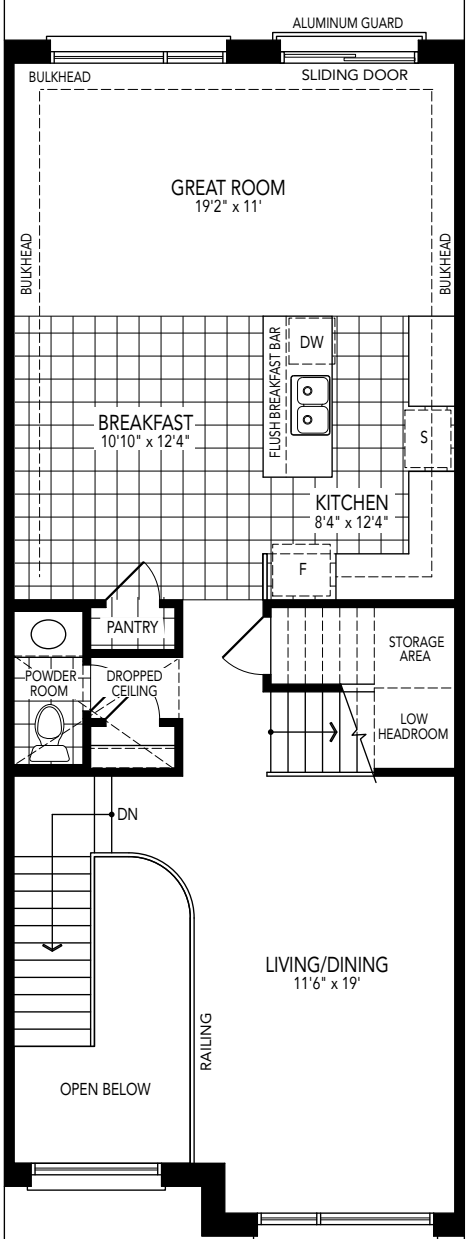 ALUMINUM GUARD
BULKHEAD
SLIDING DOOR
GREAT ROOM
19'2" x 11'
BULKHEAD
BULKHEAD
FLUSH BREAKFAST BAR
DW
BREAKFAST
10'10" x 12'4"
S
KITCHEN
8'4" x 12'4"
F
PANTRY
STORAGE
AREA
POWDER
ROOM
DROPPED
CEILING
LOW
HEADROOM
DN
LIVING/DINING
11'6" x 19'
RAILING
OPEN BELOW